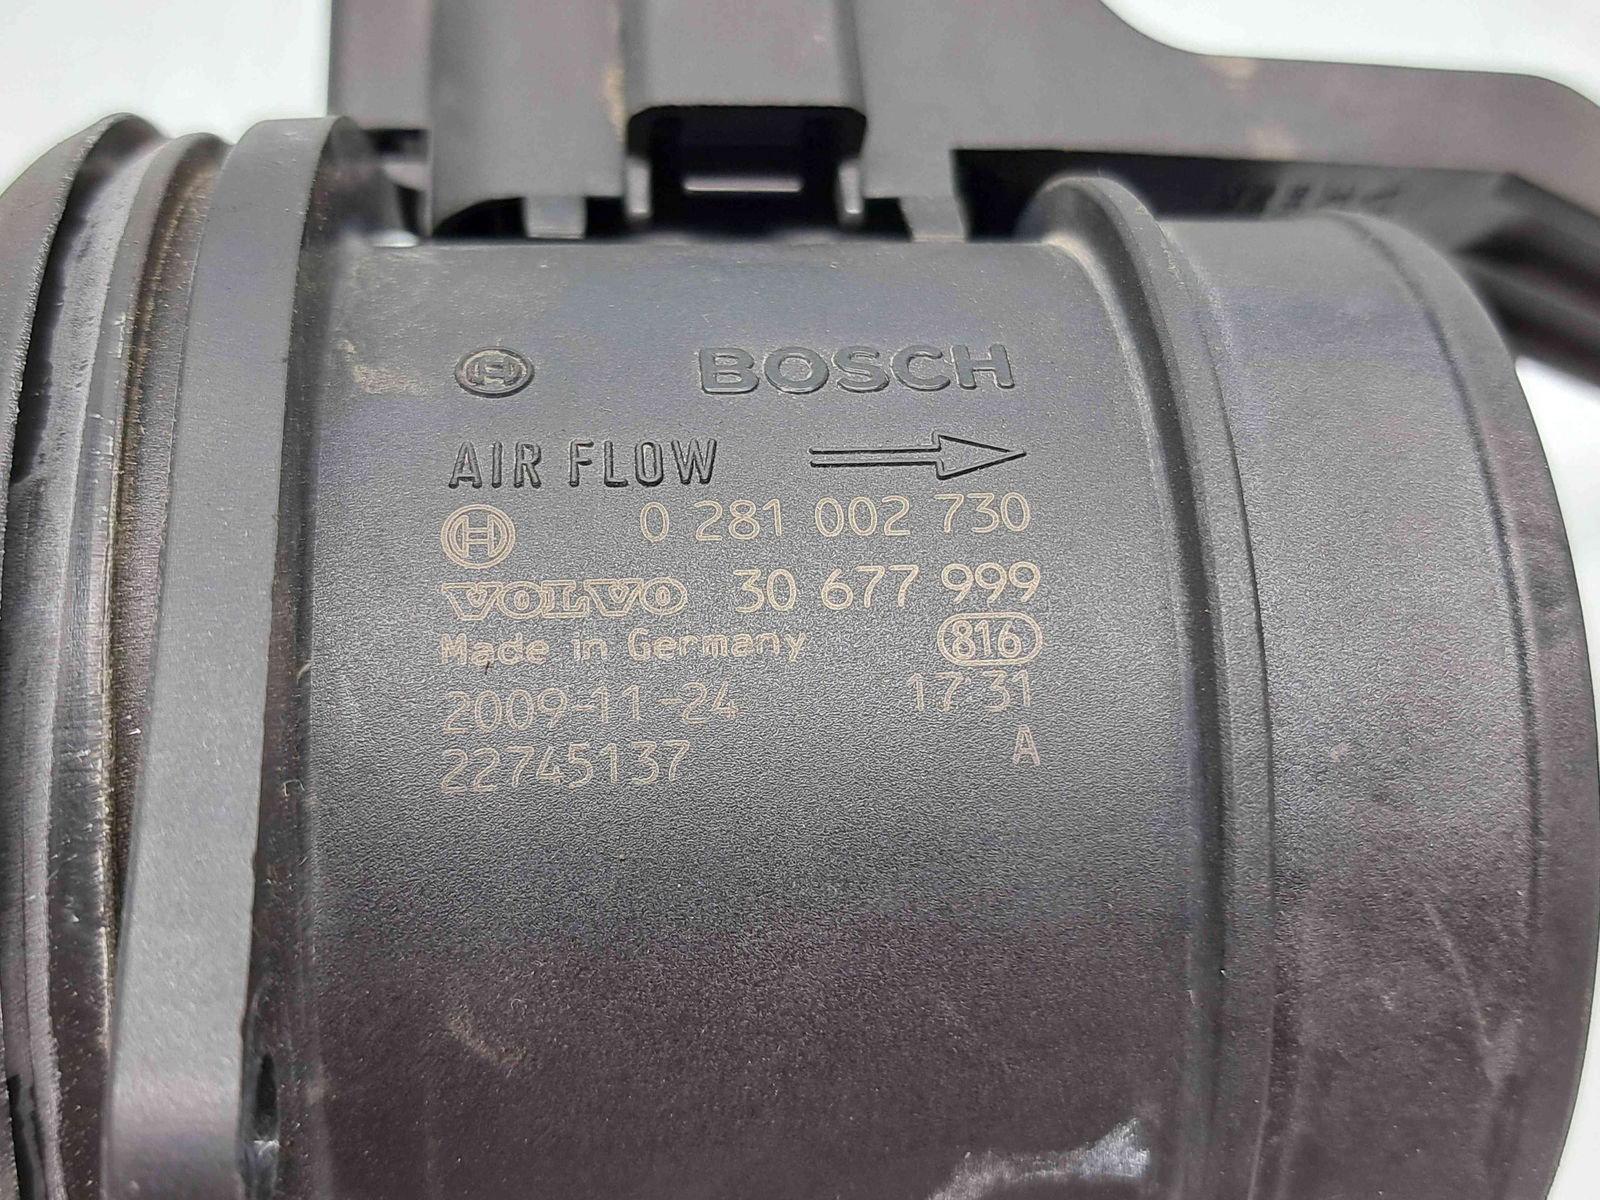 BOSCH
AIR FLOW
0 281 002 730
VOLVO 30 677 999
Made in Germany 816
2009-11-24 17 31
22745137 A